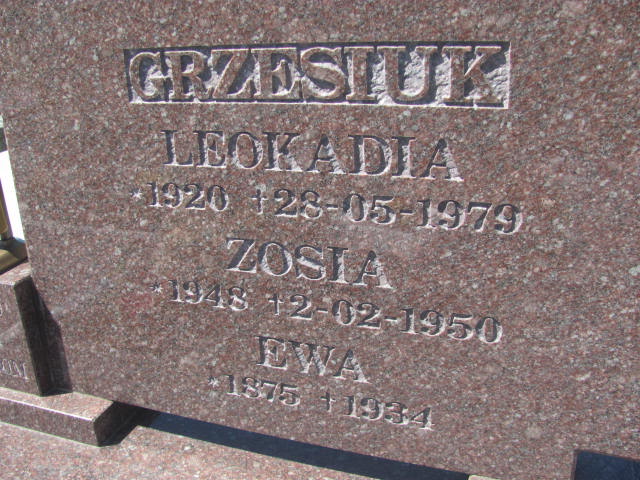 GRZESIUK
LEOKADIA
*1920 †28-05-1979
ZOSIA
*1948 †2-02-1950
EWA
*1875 †1934